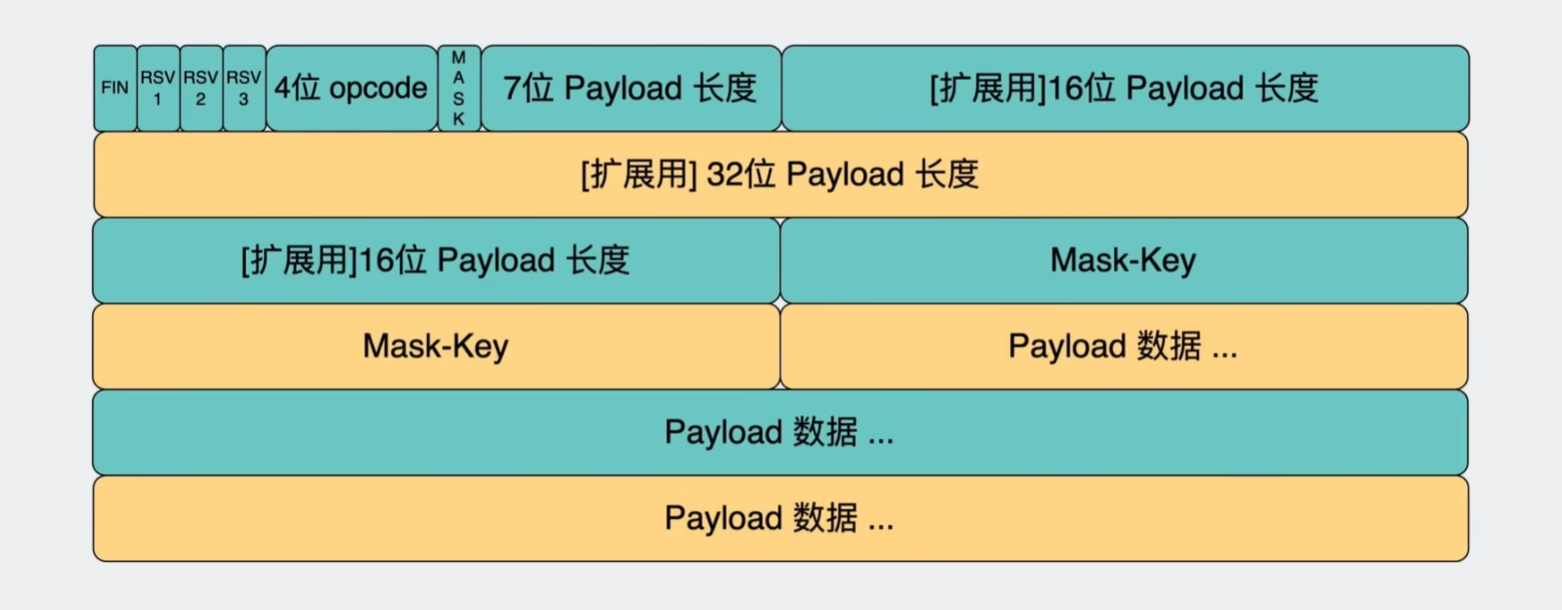 FIN
RSV
1
RSV
2
RSV
3
4位 opcode
M
A
S
K
7位 Payload 长度
[扩展用]16位 Payload 长度
[扩展用] 32位 Payload 长度
[扩展用]16位 Payload 长度
Mask-Key
Mask-Key
Payload 数据 ...
Payload 数据 ...
Payload 数据 ...